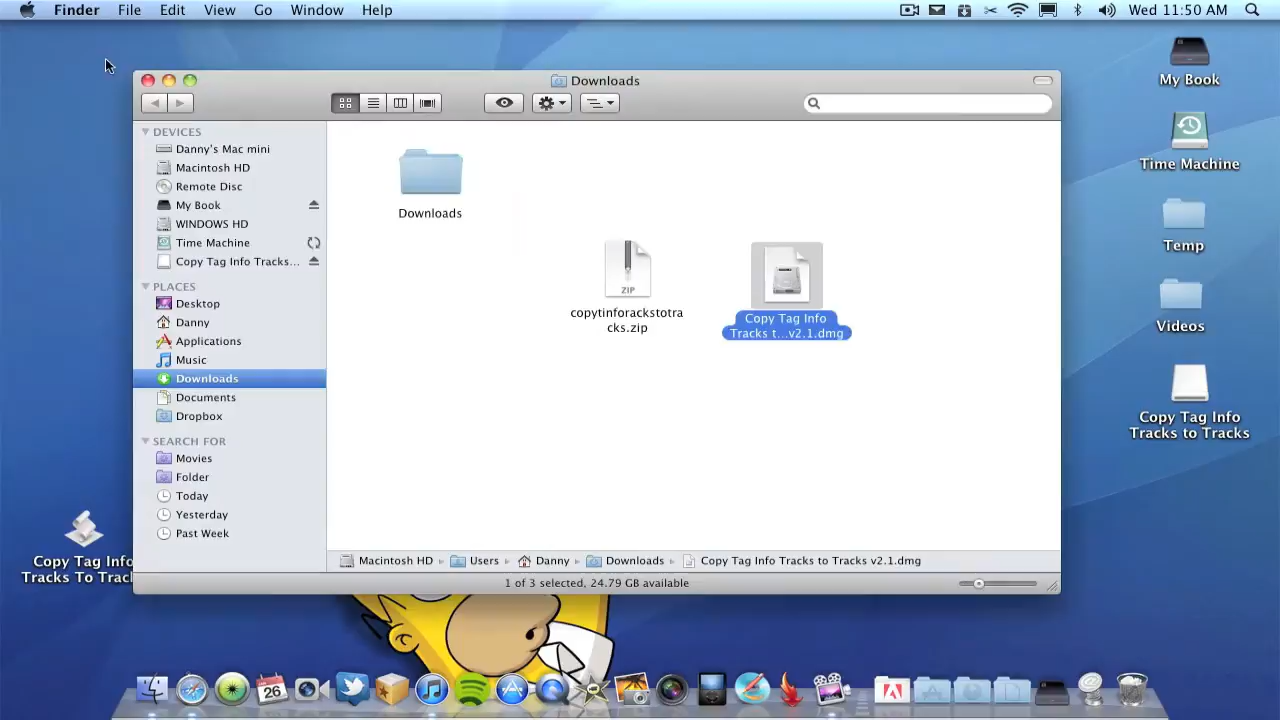 Finder File Edit View Go Window Help
Wed 11:50 AM
Downloads
DEVICES
Danny's Mac mini
Macintosh HD
Remote Disc
My Book
WINDOWS HD
Time Machine
Copy Tag Info Tracks...
PLACES
Desktop
Danny
Applications
Music
Downloads
Documents
Dropbox
SEARCH FOR
Movies
Folder
Today
Yesterday
Past Week
Downloads
ZIP
copytinforackstotra
cks.zip
Copy Tag Info
Tracks t...v2.1.dmg
Macintosh HD Users Danny Downloads Copy Tag Info Tracks to Tracks v2.1.dmg
1 of 3 selected, 24.79 GB available
My Book
Time Machine
Temp
Videos
Copy Tag Info
Tracks to Tracks
Copy Tag Info
Tracks To Tracl
26